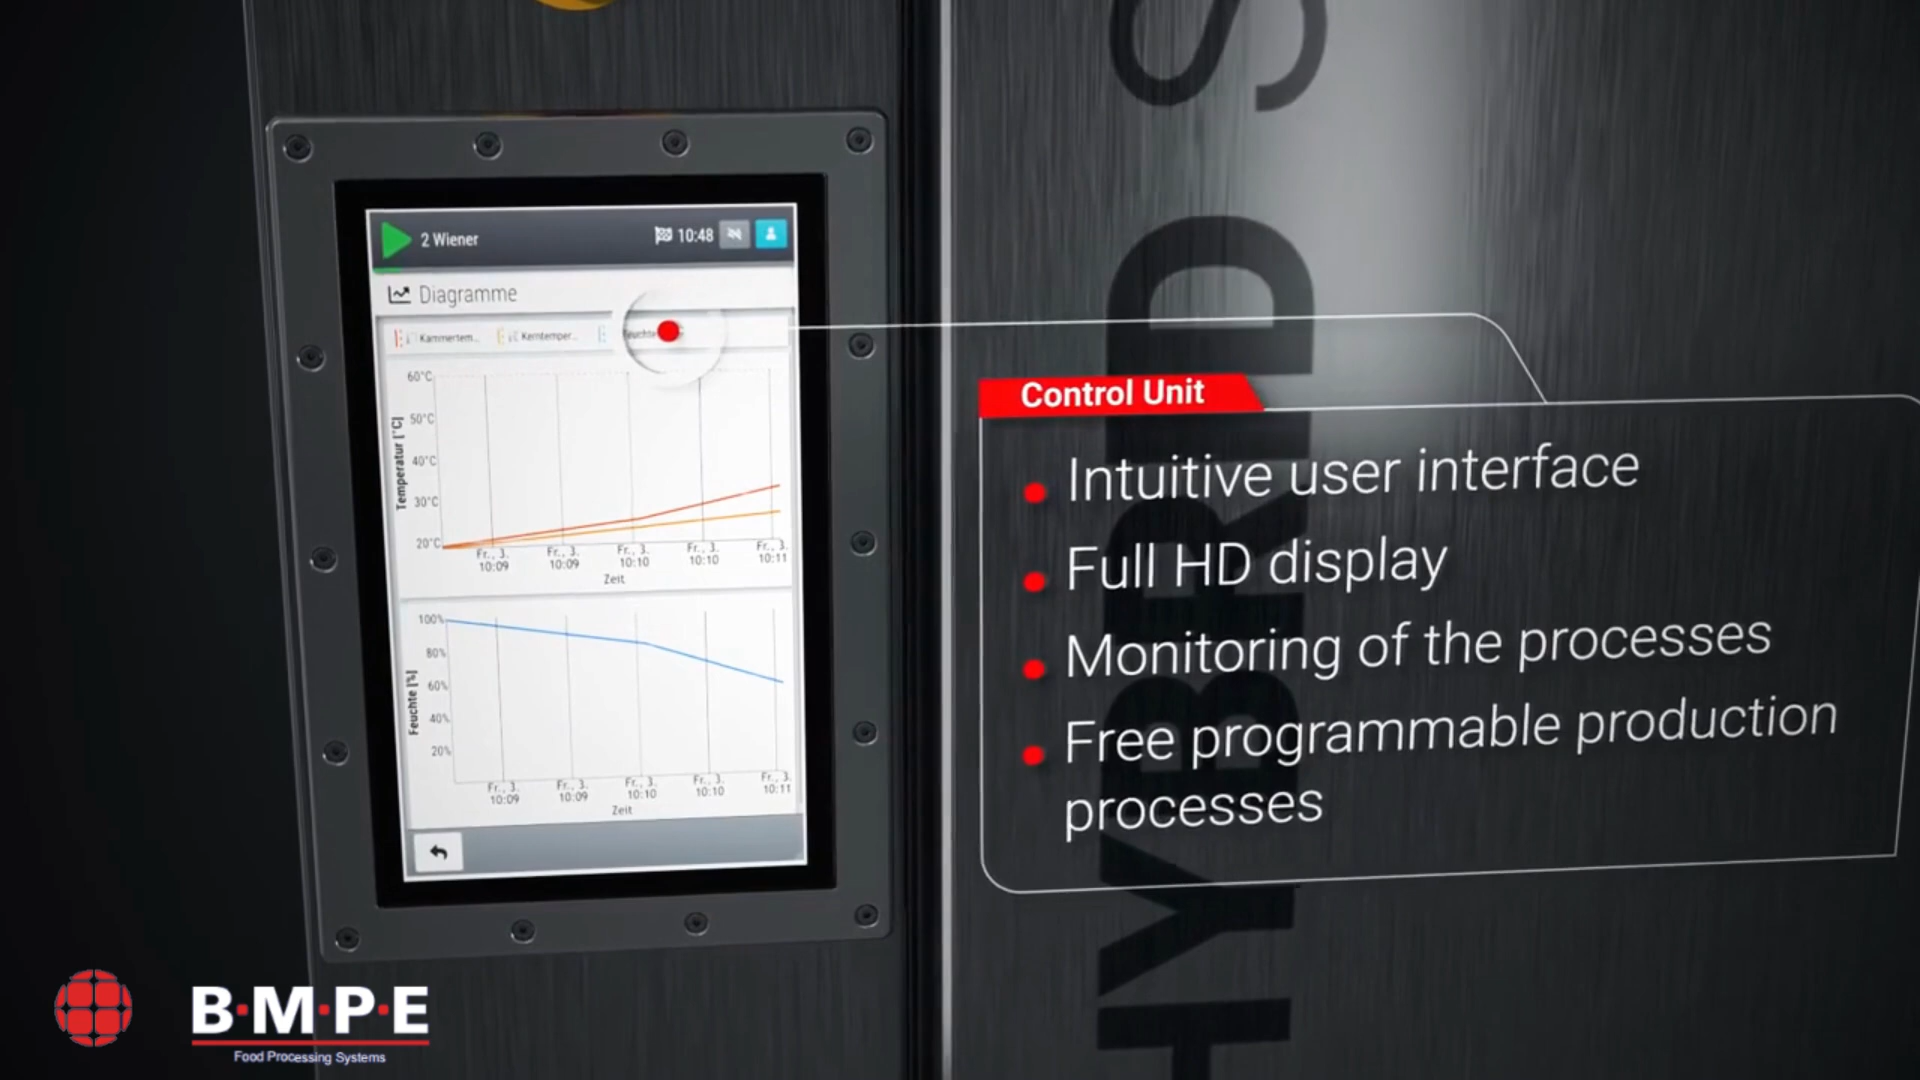 2 Wiener
10:48
Diagramme
Kammertem...
Kerntemper...
60°C
50°C
40°C
30°C
20°C
Temperatur [°C]
Fr., 3. Fr., 3. Fr., 3. Fr., 3. Fr., 3.
10:09 10:09 10:10 10:10 10:11
Zeit
100%
80%
60%
40%
20%
Feuchte [%]
Fr., 3. Fr., 3. Fr., 3. Fr., 3. Fr., 3.
10:09 10:09 10:10 10:10 10:11
Zeit
HYBRID S
Control Unit
Intuitive user interface
Full HD display
Monitoring of the processes
Free programmable production
processes
B·M·P·E
Food Processing Systems